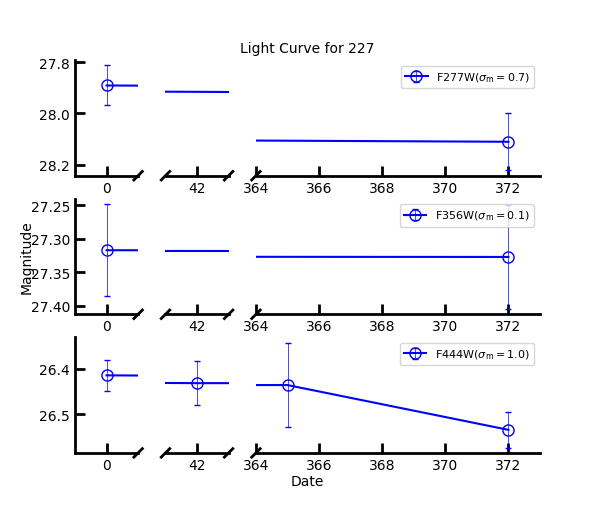 Light Curve for 227
27.8
28.0
28.2
F277W(σm = 0.7)
0 42 364 366 368 370 372
27.25
27.30
27.35
27.40
F356W(σm = 0.1)
0 42 364 366 368 370 372
Magnitude
26.4
26.5
F444W(σm = 1.0)
0 42 364 366 368 370 372
Date